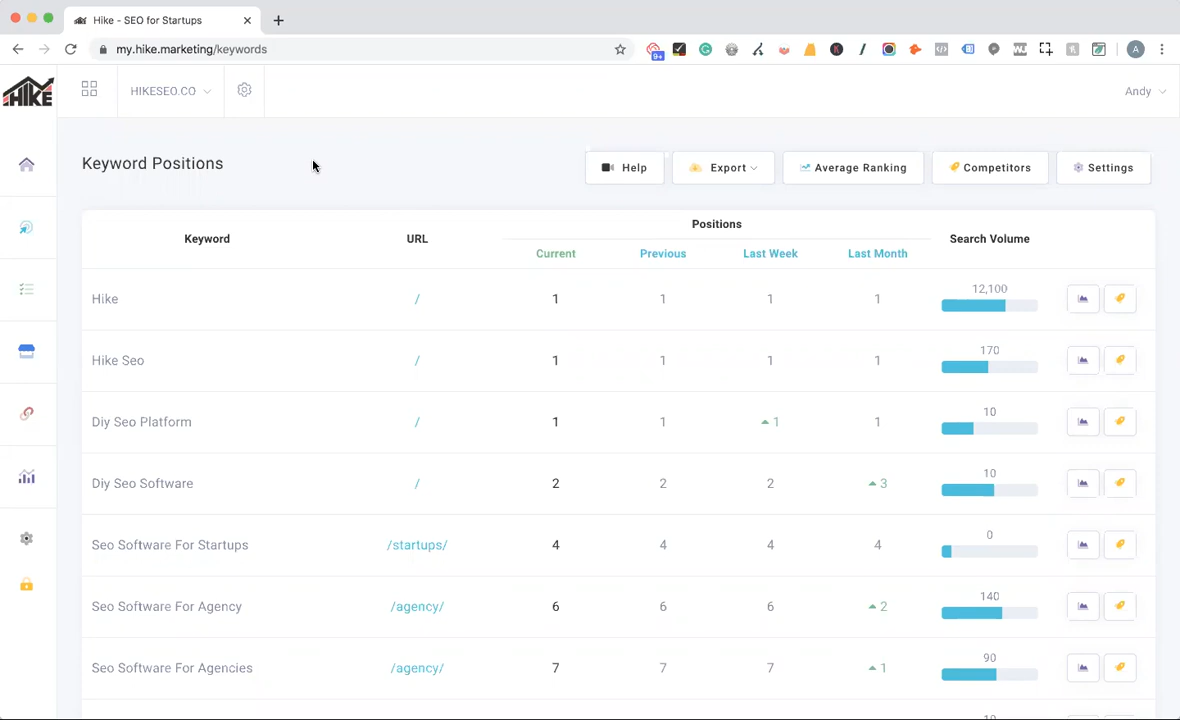 Hike - SEO for Startups
my.hike.marketing/keywords
9+
A
HIKE
HIKESEO.CO
Andy
Keyword Positions
Help
Export
Average Ranking
Competitors
Settings
Keyword URL Positions Search Volume
Current Previous Last Week Last Month
Hike / 1 1 1 1 12,100
Hike Seo / 1 1 1 1 170
Diy Seo Platform / 1 1 1 1 10
Diy Seo Software / 2 2 2 3 10
Seo Software For Startups /startups/ 4 4 4 4 0
Seo Software For Agency /agency/ 6 6 6 2 140
Seo Software For Agencies /agency/ 7 7 7 1 90